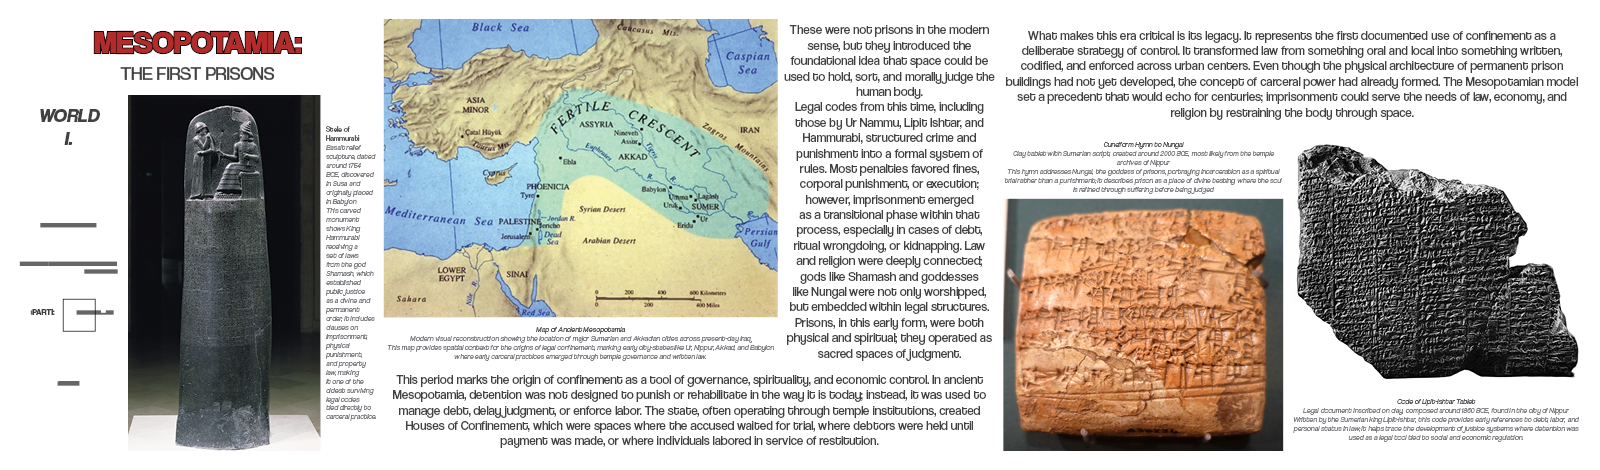 MESOPOTAMIA:
THE FIRST PRISONS
WORLD
I.
PARTI:
Stele of
Hammurabi
Basalt relief
sculpture, dated
around 1754
BCE, discovered
in Susa and
originally placed
in Babylon
This carved
monument
shows King
Hammurabi
receiving a
set of laws
from the god
Shamash, which
established
public justice
as a divine and
permanent
order; it includes
clauses on
imprisonment,
physical
punishment,
and property
law, making
it one of the
oldest surviving
legal codes
tied directly to
carceral practice.
Black Sea
Caucasus Mts.
Caspian
Sea
ASIA
MINOR
Çatal Hüyük
Taurus Mts.
FERTILE CRESCENT
ASSYRIA
Nineveh
Assur
Zagros
Mountains
IRAN
Euphrates
R.
Tigris
R.
AKKAD
Ebla
Cyprus
PHOENICIA
Tyre
Babylon
Umma
Lagash
Uruk
SUMER
Ur
Eridu
Mediterranean Sea
PALESTINE
Jordan R.
Jericho
Jerusalem
Dead
Sea
Syrian Desert
Arabian Desert
Persian
Gulf
LOWER
EGYPT
SINAI
Nile R.
Sahara
Red Sea
0 200 400 600 Kilometers
0 200 400 Miles
Map of Ancient Mesopotamia
Modern visual reconstruction showing the location of major Sumerian and Akkadian cities across present-day Iraq,
This map provides spatial context for the origins of legal confinement, marking early city-states like Ur, Nippur, Akkad, and Babylon
where early carceral practices emerged through temple governance and written law.
This period marks the origin of confinement as a tool of governance, spirituality, and economic control. In ancient
Mesopotamia, detention was not designed to punish or rehabilitate in the way it is today; instead, it was used to
manage debt, delay judgment, or enforce labor. The state, often operating through temple institutions, created
Houses of Confinement, which were spaces where the accused waited for trial, where debtors were held until
payment was made, or where individuals labored in service of restitution.
These were not prisons in the modern
sense, but they introduced the
foundational idea that space could be
used to hold, sort, and morally judge the
human body.
Legal codes from this time, including
those by Ur Nammu, Lipit Ishtar, and
Hammurabi, structured crime and
punishment into a formal system of
rules. Most penalties favored fines,
corporal punishment, or execution;
however, imprisonment emerged
as a transitional phase within that
process, especially in cases of debt,
ritual wrongdoing, or kidnapping. Law
and religion were deeply connected;
gods like Shamash and goddesses
like Nungal were not only worshipped,
but embedded within legal structures.
Prisons, in this early form, were both
physical and spiritual; they operated as
sacred spaces of judgment.
What makes this era critical is its legacy. It represents the first documented use of confinement as a
deliberate strategy of control. It transformed law from something oral and local into something written,
codified, and enforced across urban centers. Even though the physical architecture of permanent prison
buildings had not yet developed, the concept of carceral power had already formed. The Mesopotamian model
set a precedent that would echo for centuries; imprisonment could serve the needs of law, economy, and
religion by restraining the body through space.
Cuneiform Hymn to Nungal
Clay tablet with Sumerian script, created around 2000 BCE, most likely from the temple
archives of Nippur
This hymn addresses Nungal, the goddess of prisons, portraying incarceration as a spiritual
trial rather than a punishment; it describes prison as a place of divine testing where the soul
is refined through suffering before being judged
Code of Lipit-Ishtar Tablet
Legal document inscribed on clay, composed around 1860 BCE, found in the city of Nippur
Written by the Sumerian king Lipit-Ishtar, this code provides early references to debt, labor, and
personal status in law; it helps trace the development of justice systems where detention was
used as a legal tool tied to social and economic regulation.